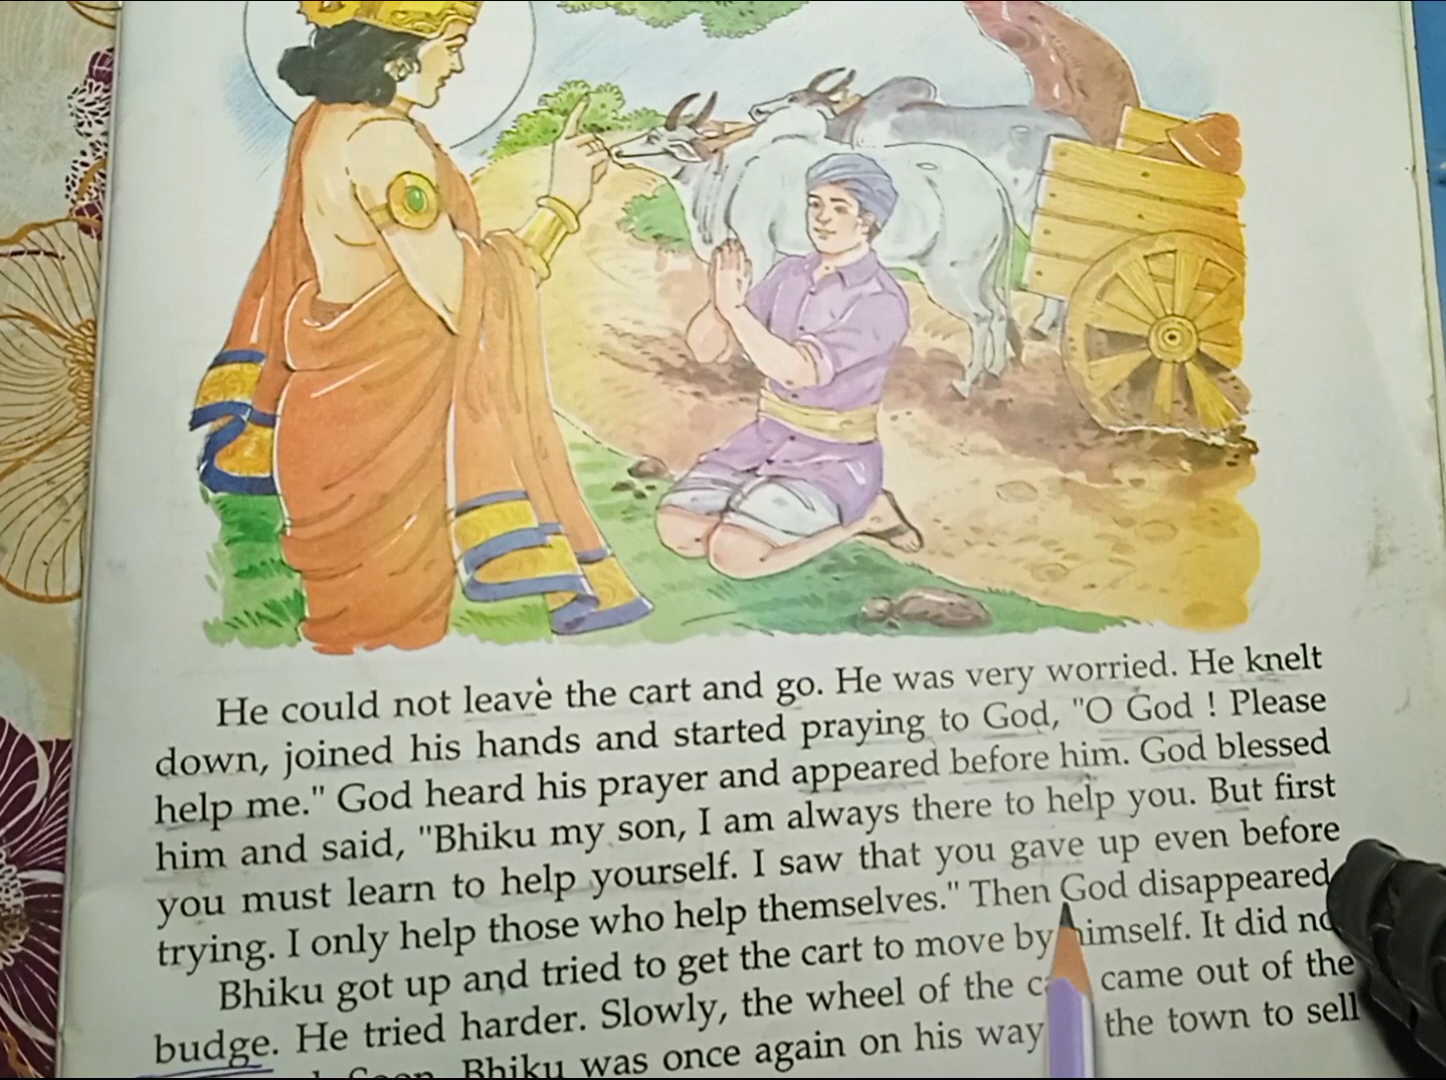 He could not leave the cart and go. He was very worried. He knelt
down, joined his hands and started praying to God, "O God ! Please
help me." God heard his prayer and appeared before him. God blessed
him and said, "Bhiku my son, I am always there to help you. But first
you must learn to help yourself. I saw that you gave up even before
trying. I only help those who help themselves." Then God disappeared
Bhiku got up and tried to get the cart to move by himself. It did
budge. He tried harder. Slowly, the wheel of the came out of the
Bhiku was once again on his way the town to sell